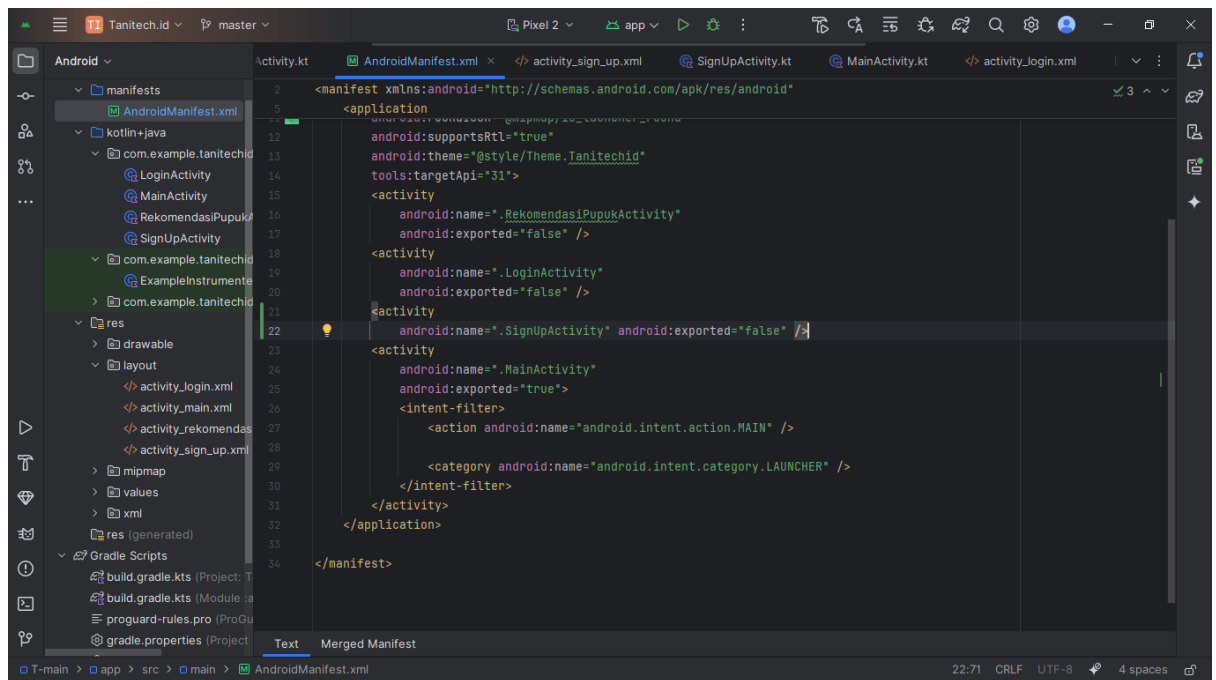 TI Tanitech.id master Pixel 2 app
Android
Activity.kt AndroidManifest.xml activity_sign_up.xml SignUpActivity.kt MainActivity.kt activity_login.xml
manifests
AndroidManifest.xml
kotlin+java
com.example.tanitechid
LoginActivity
MainActivity
RekomendasiPupukA
SignUpActivity
com.example.tanitechid
ExampleInstrumente
com.example.tanitechid
res
drawable
layout
activity_login.xml
activity_main.xml
activity_rekomendas
activity_sign_up.xml
mipmap
values
xml
res (generated)
Gradle Scripts
build.gradle.kts (Project: T
build.gradle.kts (Module :a
proguard-rules.pro (ProGu
gradle.properties (Project
3
2 <manifest xmlns:android="http://schemas.android.com/apk/res/android"
5 <application
12 android:supportsRtl="true"
13 android:theme="@style/Theme.Tanitechid"
14 tools:targetApi="31">
15 <activity
16 android:name=".RekomendasiPupukActivity"
17 android:exported="false" />
18 <activity
19 android:name=".LoginActivity"
20 android:exported="false" />
21 <activity
22 android:name=".SignUpActivity" android:exported="false" />
23 <activity
24 android:name=".MainActivity"
25 android:exported="true">
26 <intent-filter>
27 <action android:name="android.intent.action.MAIN" />
28
29 <category android:name="android.intent.category.LAUNCHER" />
30 </intent-filter>
31 </activity>
32 </application>
33
34 </manifest>
Text Merged Manifest
T-main > app > src > main > AndroidManifest.xml 22:71 CRLF UTF-8 4 spaces